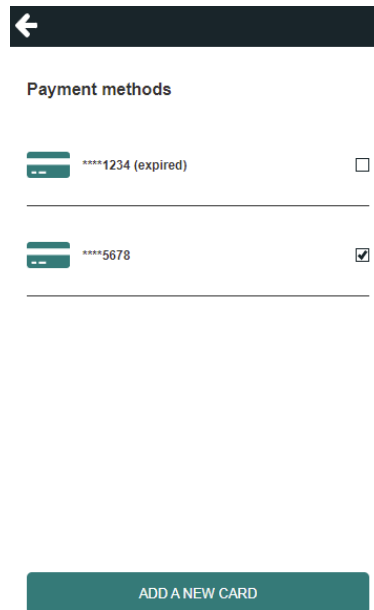 Payment methods
****1234 (expired)
****5678
ADD A NEW CARD